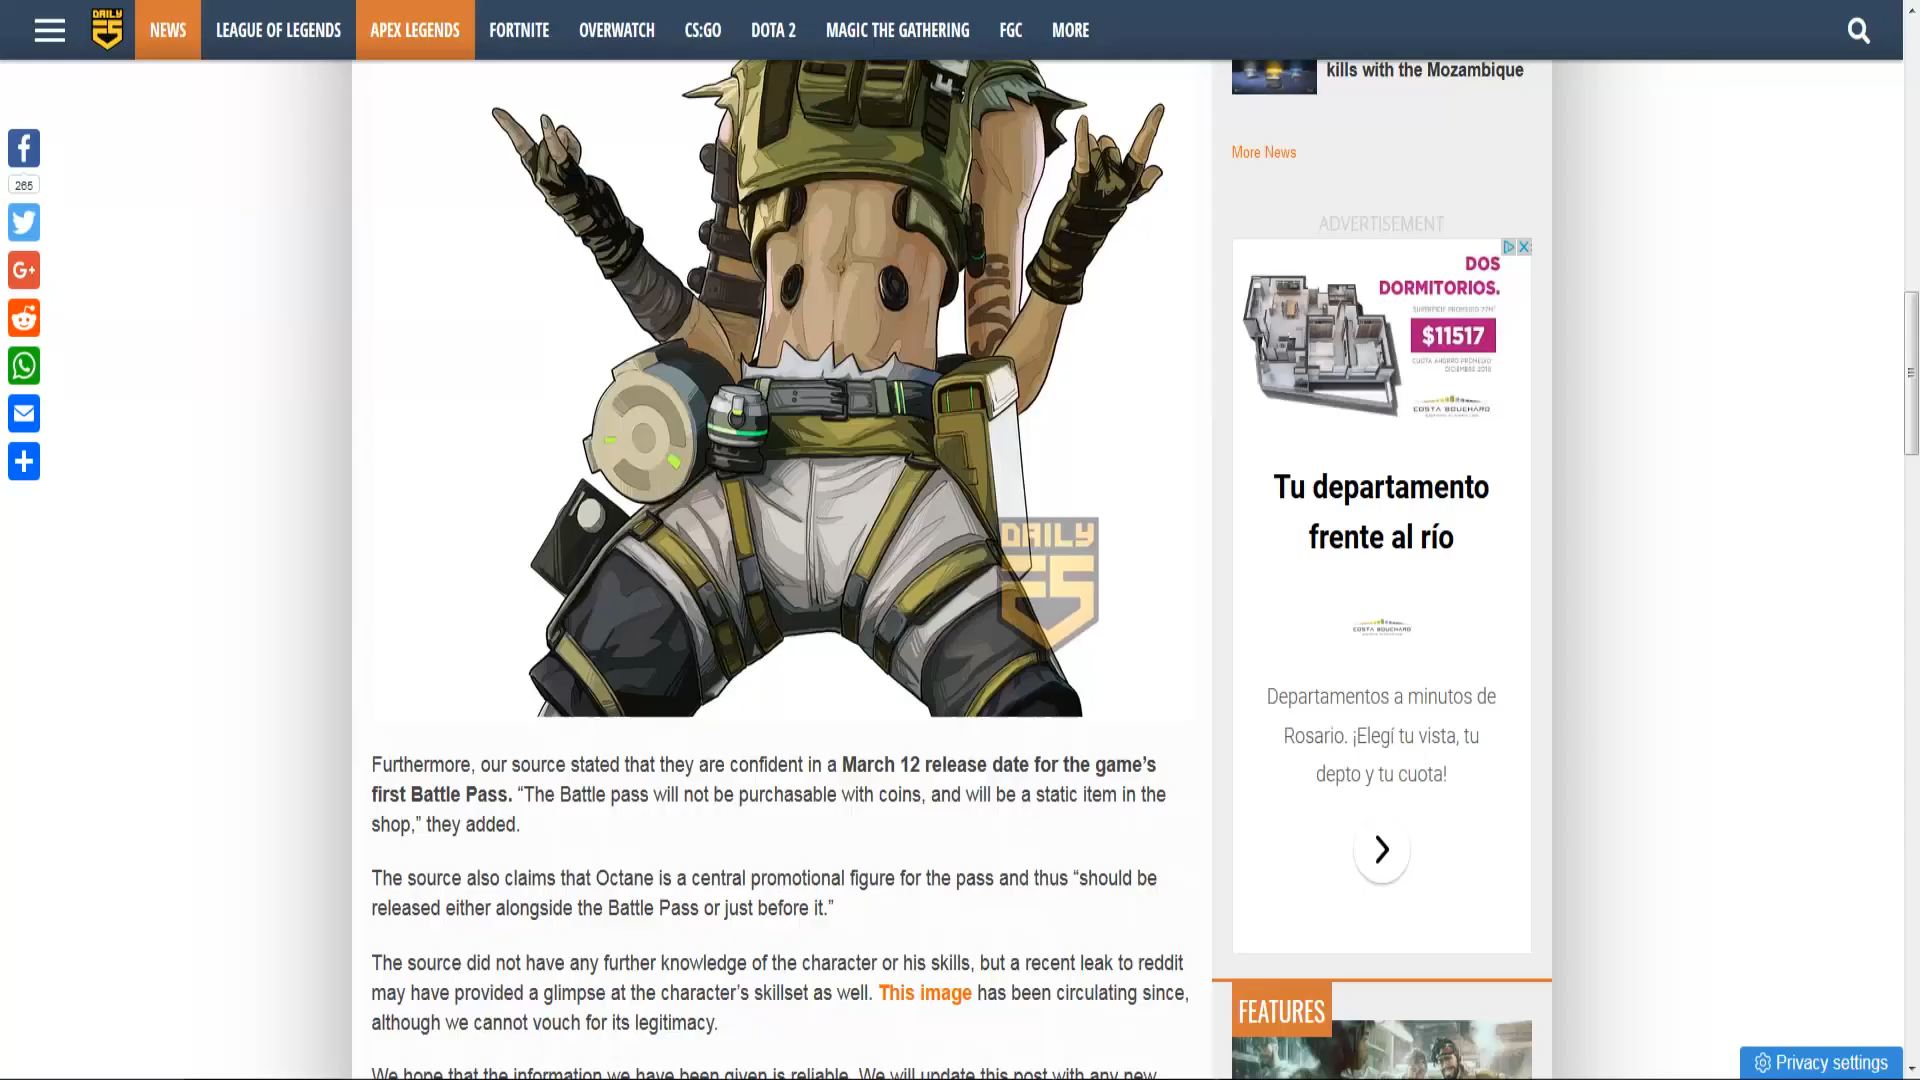 DAILY
NEWS
LEAGUE OF LEGENDS
APEX LEGENDS
FORTNITE
OVERWATCH
CS:GO
DOTA 2
MAGIC THE GATHERING
FGC
MORE
265
DAILY
Furthermore, our source stated that they are confident in a March 12 release date for the game’s
first Battle Pass. “The Battle pass will not be purchasable with coins, and will be a static item in the
shop,” they added.
The source also claims that Octane is a central promotional figure for the pass and thus “should be
released either alongside the Battle Pass or just before it.”
The source did not have any further knowledge of the character or his skills, but a recent leak to reddit
may have provided a glimpse at the character’s skillset as well. This image has been circulating since,
although we cannot vouch for its legitimacy.
We hope that the information we have been given is reliable. We will update this post with any new
kills with the Mozambique
More News
ADVERTISEMENT
DOS
DORMITORIOS.
SUPERFICIE PROMEDIO 77M²
$11517
CUOTA AHORRO PROMEDIO
DICIEMBRE 2018
COSTA BOUCHARD
Tu departamento
frente al río
COSTA BOUCHARD
Departamentos a minutos de
Rosario. ¡Elegí tu vista, tu
depto y tu cuota!
FEATURES
Privacy settings